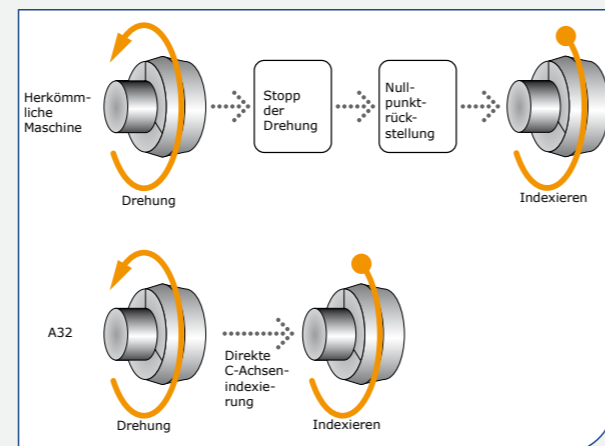 Herkömm-
liche
Maschine
Drehung
Stopp
der
Drehung
Null-
punkt-
rück-
stellung
Indexieren
A32
Drehung
Direkte
C-Achsen-
indexie-
rung
Indexieren